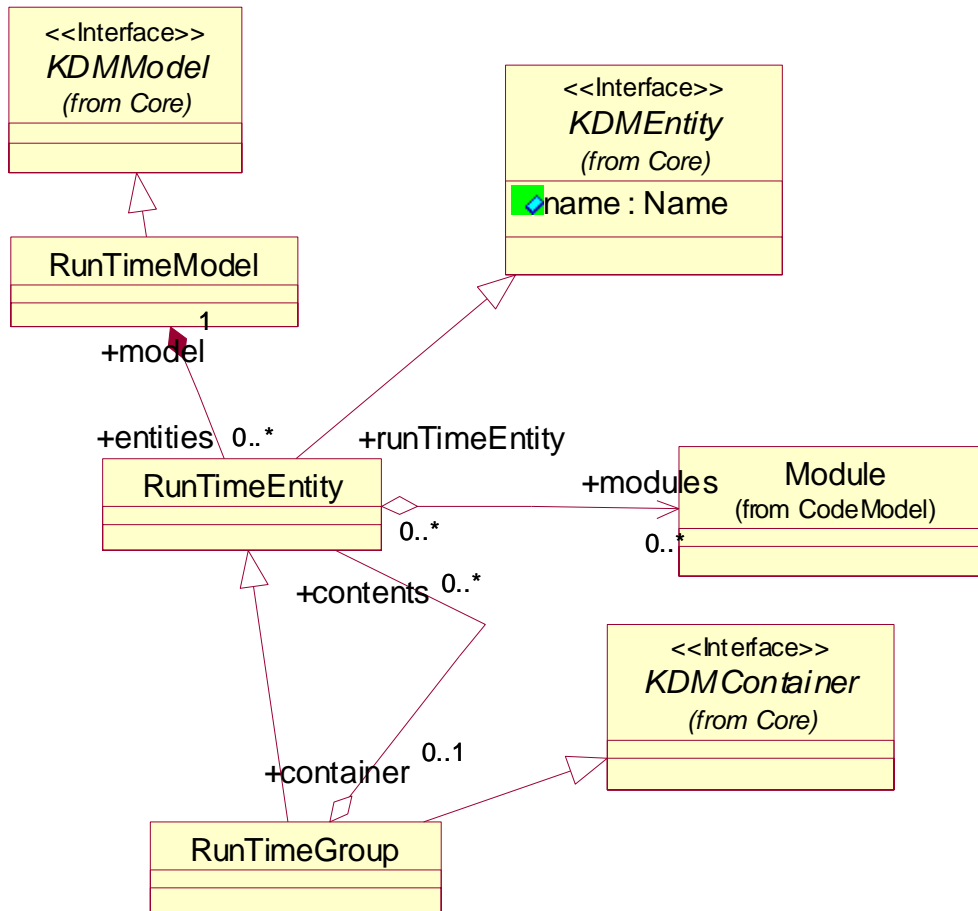 <<Interface>>
KDMModel
(from Core)
<<Interface>>
KDMEntity
(from Core)
name : Name
RunTimeModel
1
+model
+entities
0..*
+runTimeEntity
RunTimeEntity
0..*
+modules
0..*
Module
(from CodeModel)
+contents
0..*
<<Interface>>
KDMContainer
(from Core)
+container
0..1
RunTimeGroup